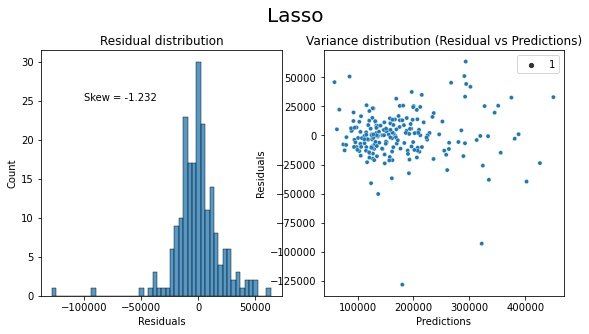 Lasso
Residual distribution
Skew = -1.232
Count
30
25
20
15
10
5
0
−100000 −50000 0 50000
Residuals
Variance distribution (Residual vs Predictions)
1
Residuals
50000
25000
0
−25000
−50000
−75000
−100000
−125000
100000 200000 300000 400000
Predictions